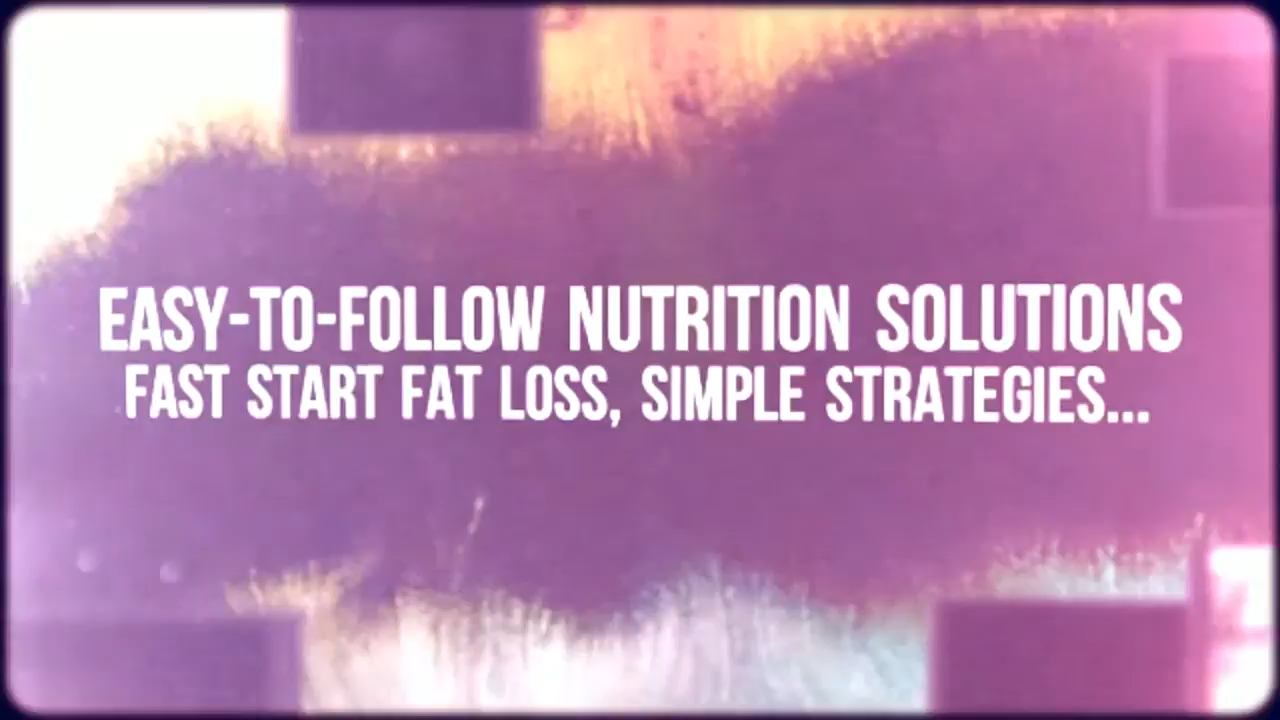 EASY-TO-FOLLOW NUTRITION SOLUTIONS
FAST START FAT LOSS, SIMPLE STRATEGIES...